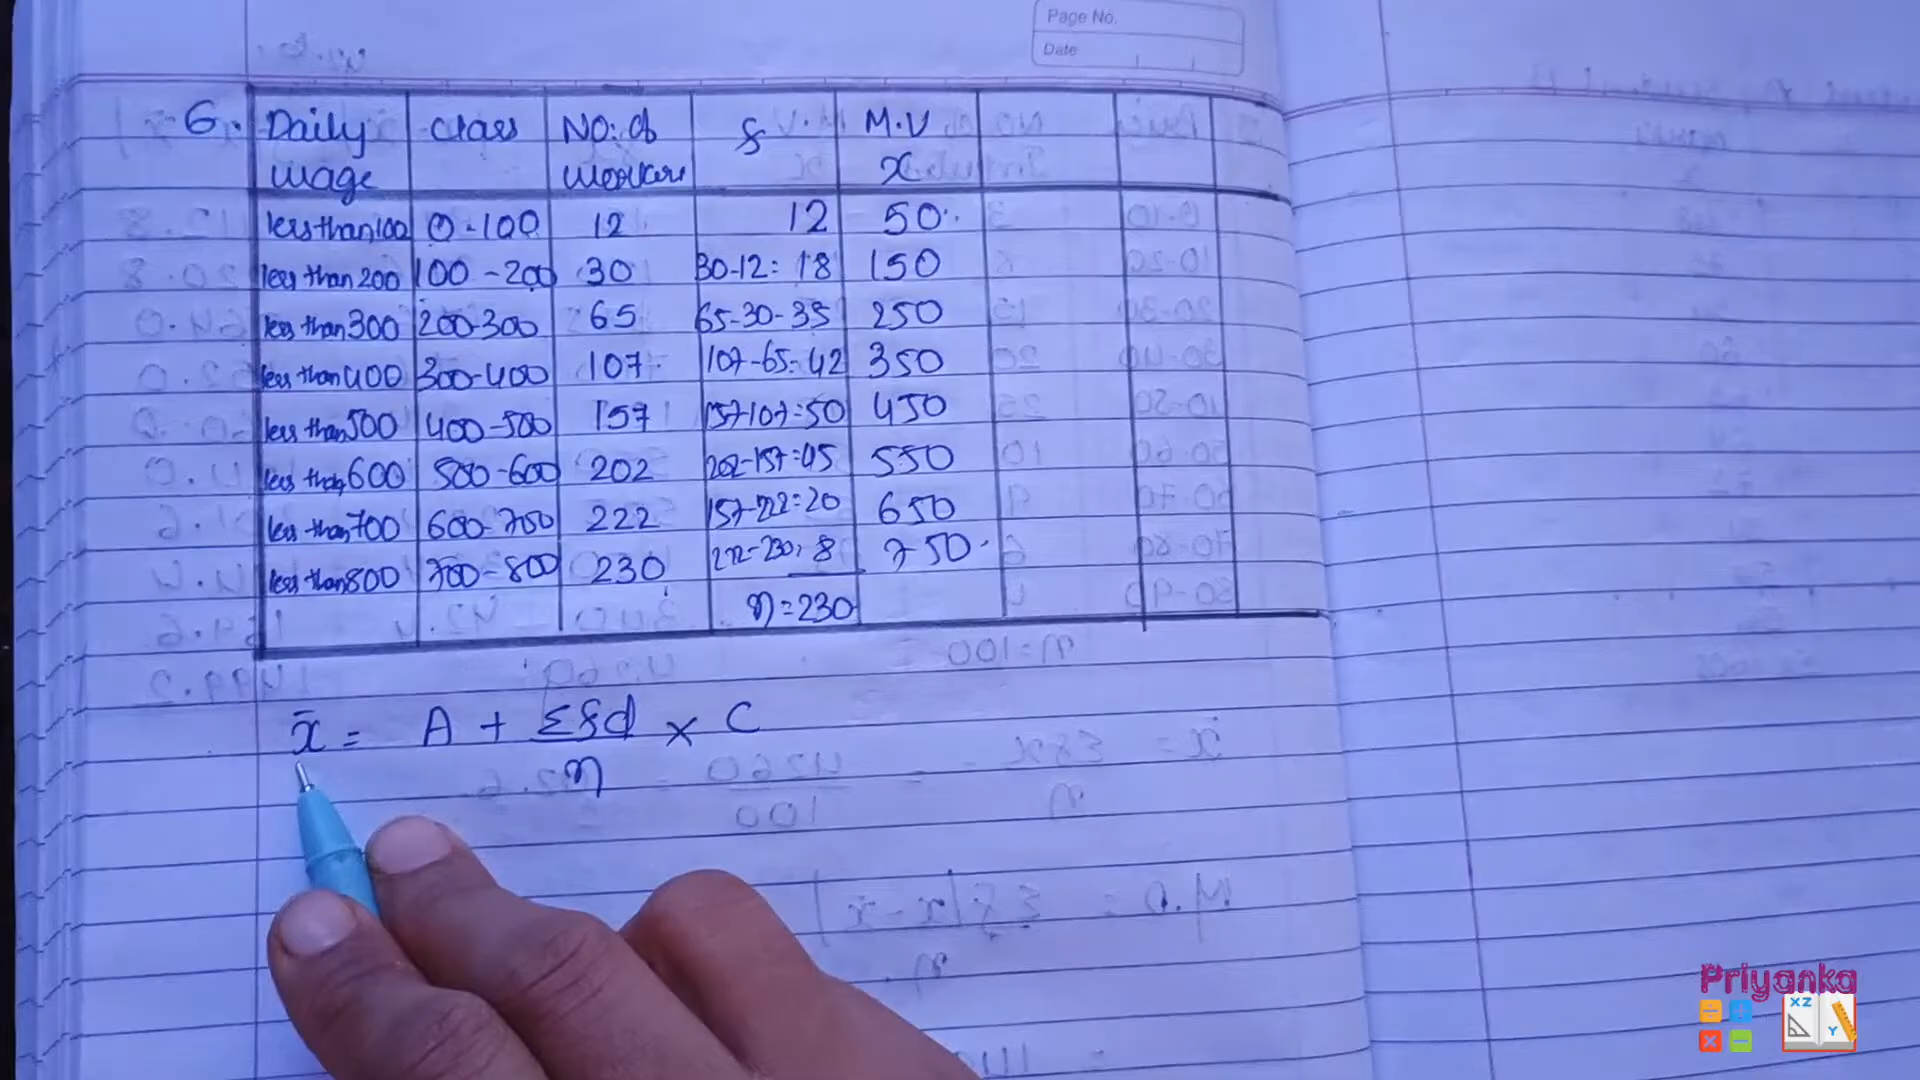 Page No.
Date
6. Daily wage class No: of workers f M.V x
less than 100 0-100 12 12 50
less than 200 100-200 30 30-12= 18 150
less than 300 200-300 65 65-30-35 250
less than 400 300-400 107 107-65=42 350
less than 500 400-500 157 157-107=50 450
less than 600 500-600 202 202-157=45 550
less than 700 600-700 222 157-222=20 650
less than 800 700-800 230 222-230=8 750
n=230
x̄ = A + Σfd × C
n
Priyanka
XZ
Y